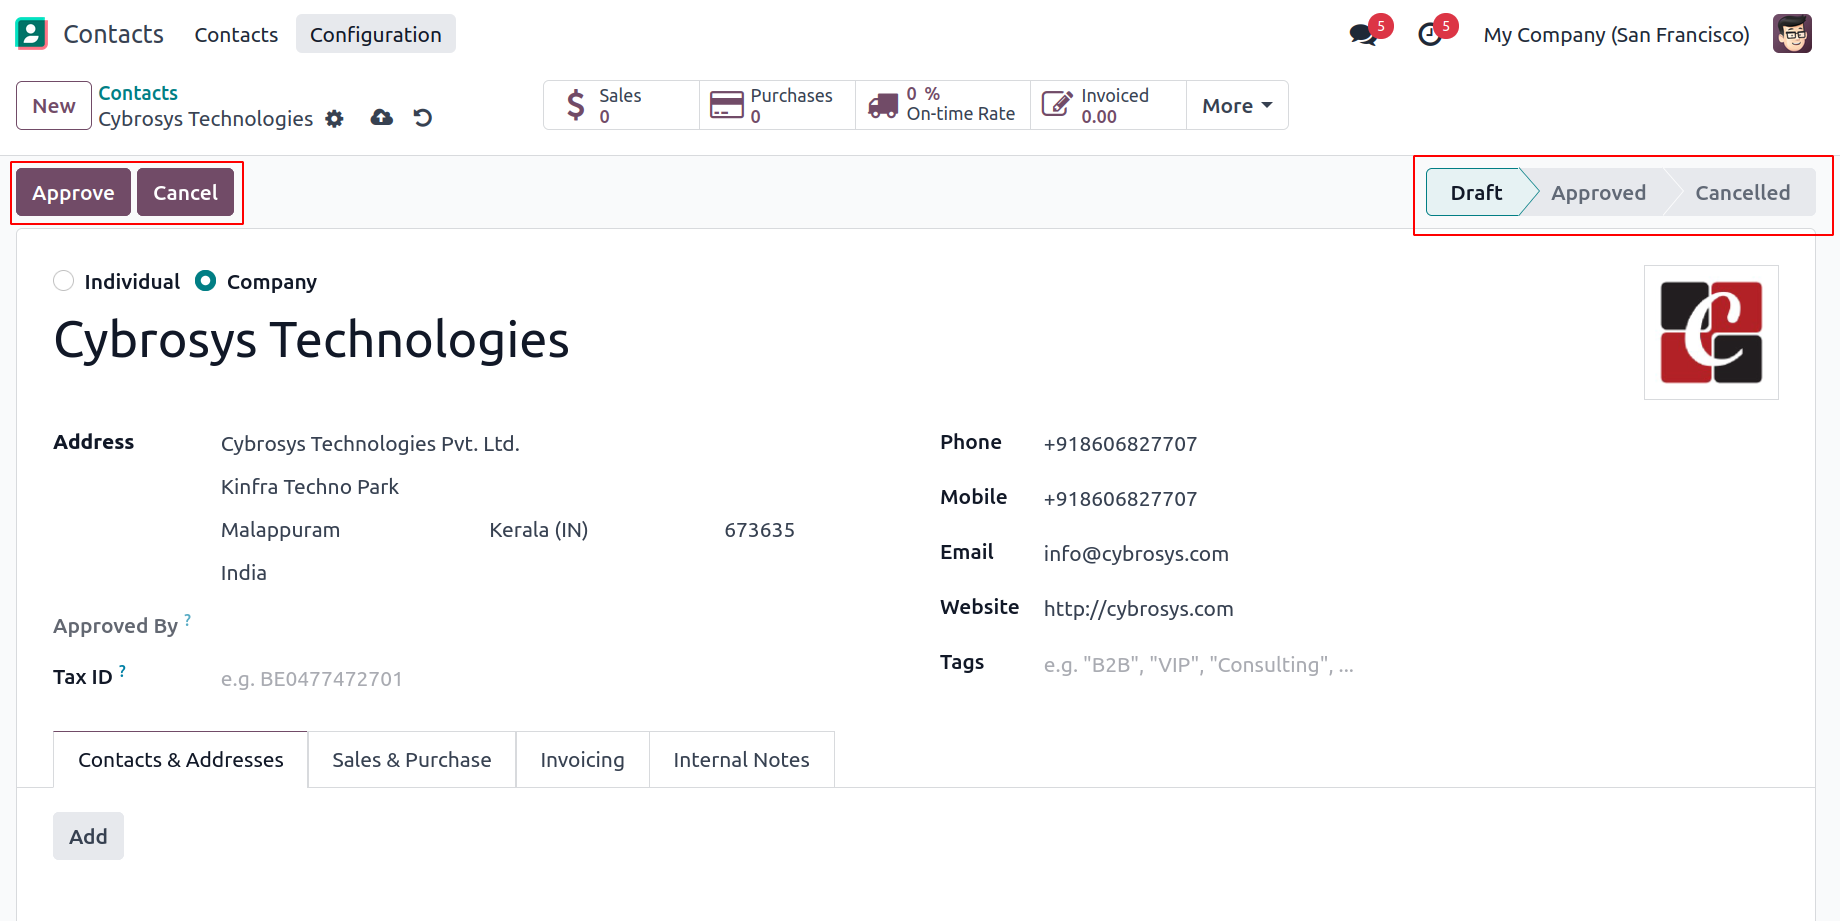 Contacts Contacts Configuration 5 5 My Company (San Francisco)
New Contacts
Cybrosys Technologies
Sales
0
Purchases
0
0 %
On-time Rate
Invoiced
0.00
More
Approve Cancel Draft Approved Cancelled
Individual Company
Cybrosys Technologies
C
Address Cybrosys Technologies Pvt. Ltd.
Kinfra Techno Park
Malappuram Kerala (IN) 673635
India
Approved By ?
Tax ID ? e.g. BE0477472701
Phone +918606827707
Mobile +918606827707
Email info@cybrosys.com
Website http://cybrosys.com
Tags e.g. "B2B", "VIP", "Consulting", ...
Contacts & Addresses Sales & Purchase Invoicing Internal Notes
Add